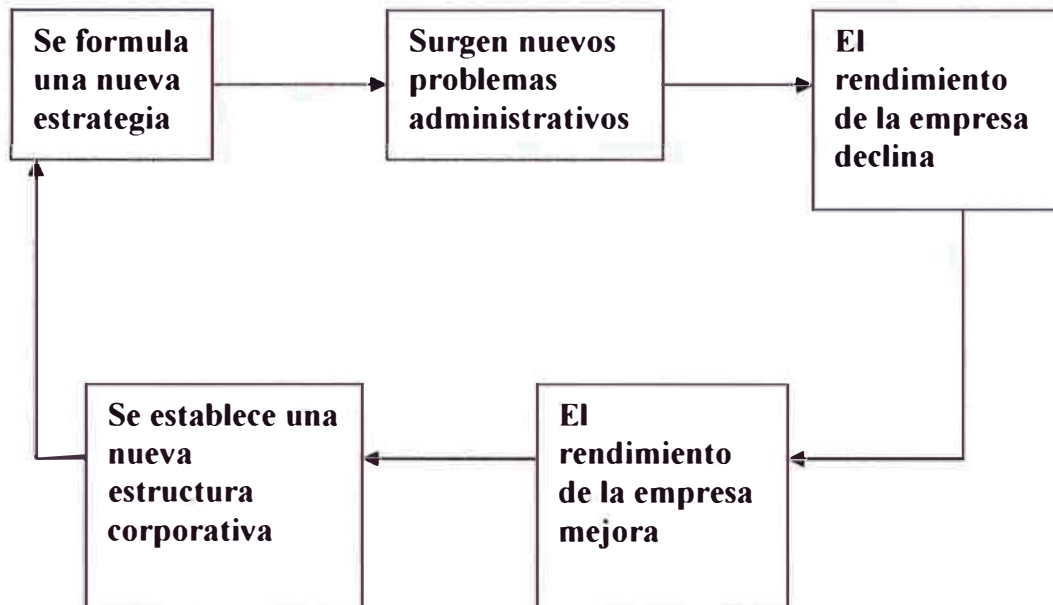 Se formula
una nueva
estrategia
Surgen nuevos
problemas
administrativos
El
rendimiento
de la empresa
declina
Se establece una
nueva
estructura
corporativa
El
rendimiento
de la empresa
mejora